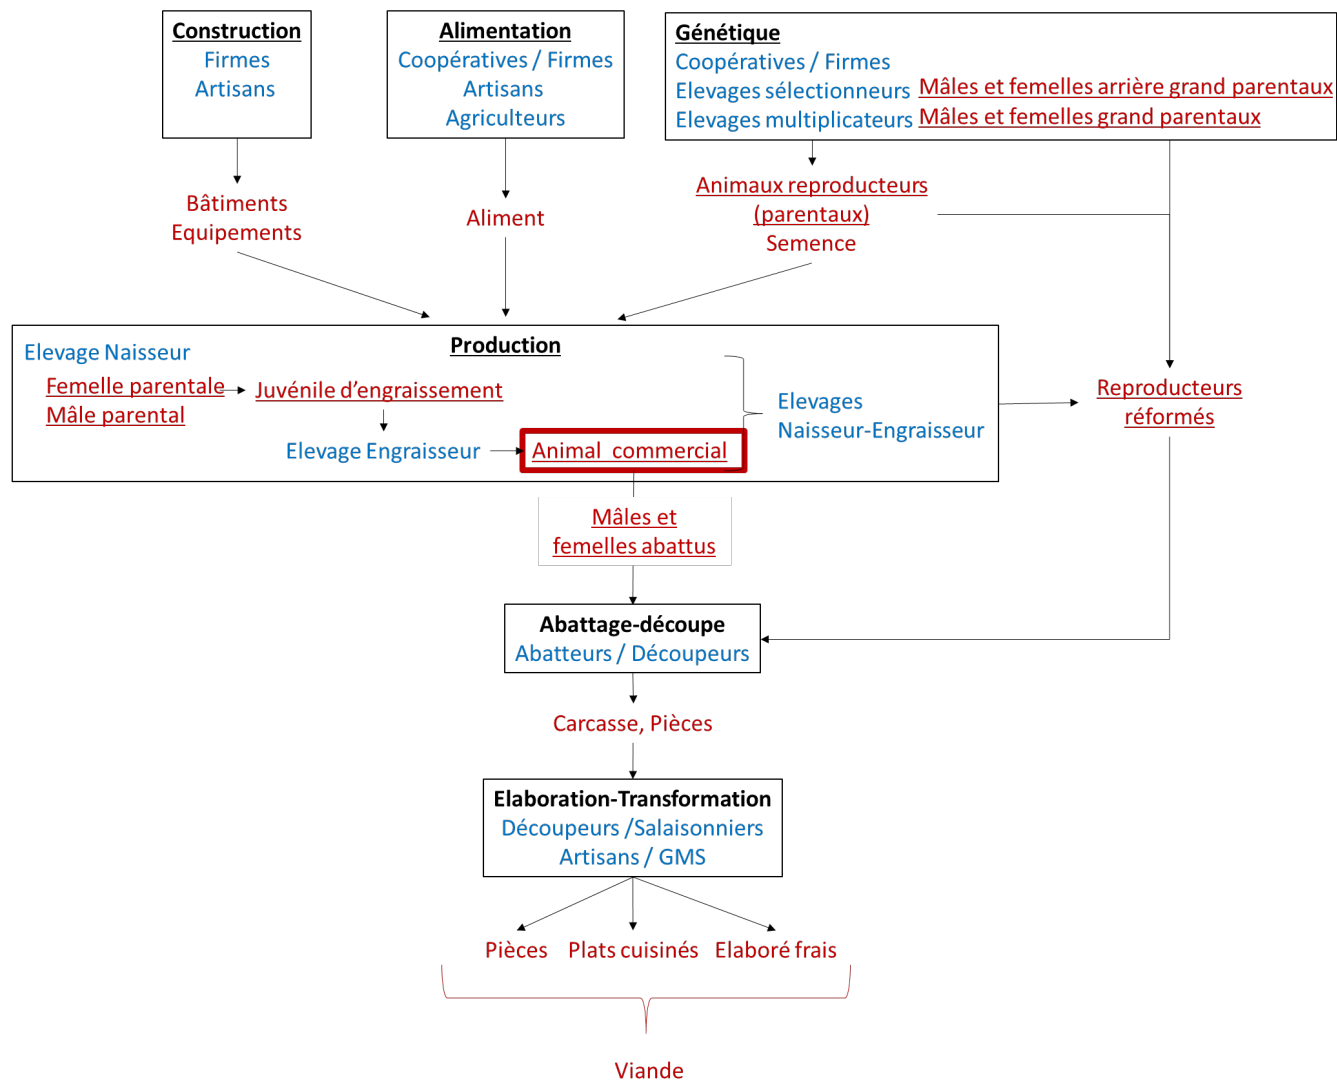 Construction
Firmes
Artisans
Alimentation
Coopératives / Firmes
Artisans
Agriculteurs
Génétique
Coopératives / Firmes
Elevages sélectionneurs Mâles et femelles arrière grand parentaux
Elevages multiplicateurs Mâles et femelles grand parentaux
Bâtiments
Equipements
Aliment
Animaux reproducteurs
(parentaux)
Semence
Production
Elevage Naisseur
Femelle parentale
Mâle parental
Juvénile d'engraissement
Elevage Engraisseur
Animal commercial
Elevages
Naisseur-Engraisseur
Reproducteurs
réformés
Mâles et
femelles abattus
Abattage-découpe
Abatteurs / Découpeurs
Carcasse, Pièces
Elaboration-Transformation
Découpeurs /Salaisonniers
Artisans / GMS
Pièces
Plats cuisinés
Elaboré frais
Viande